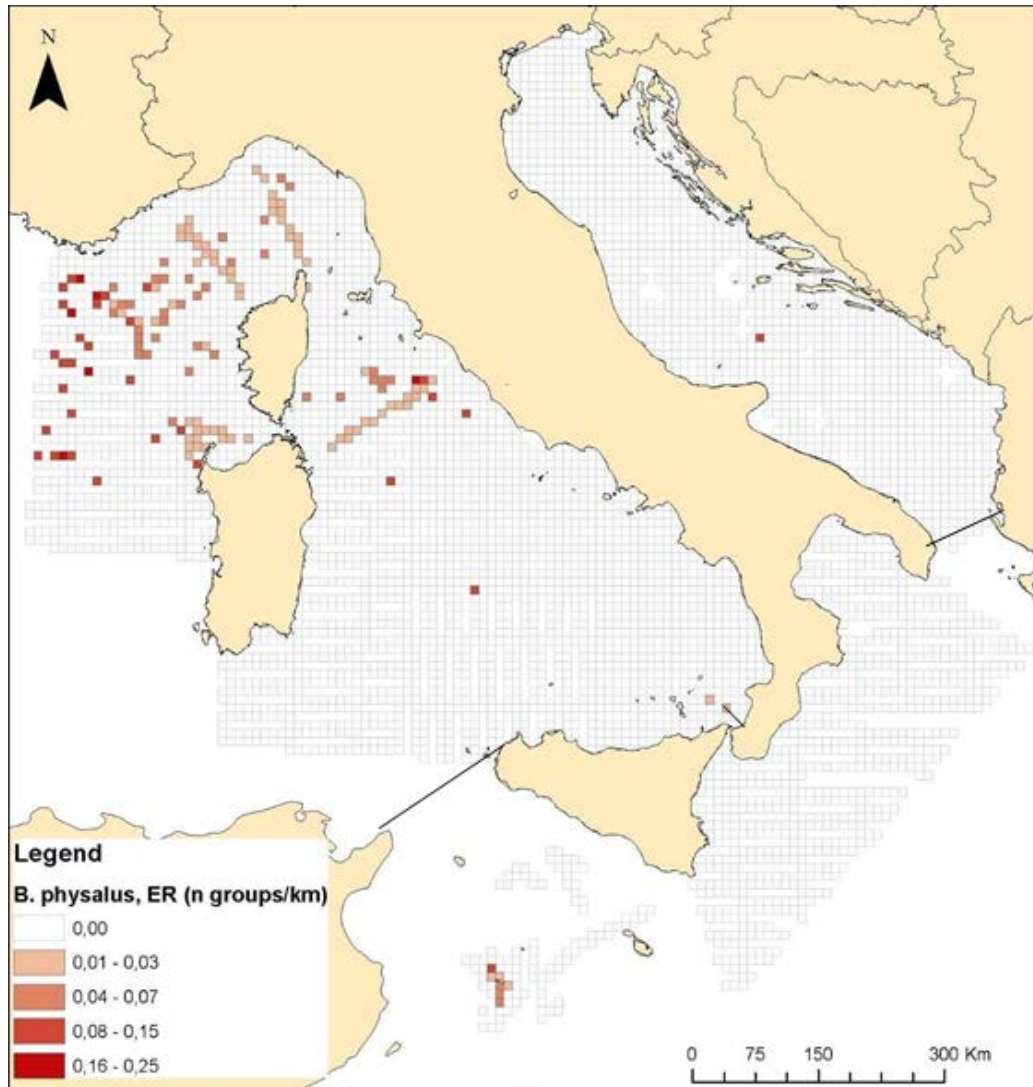 N
Legend
B. physalus, ER (n groups/km)
0,00
0,01 - 0,03
0,04 - 0,07
0,08 - 0,15
0,16 - 0,25
0 75 150 300 Km